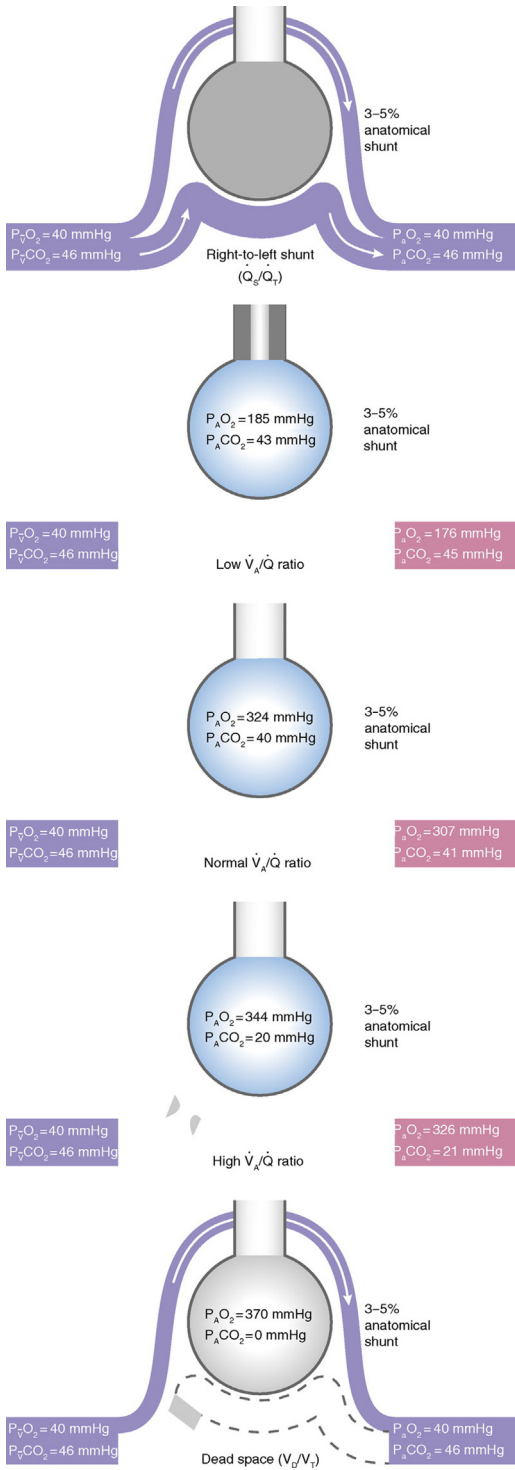 3–5%
anatomical
shunt
Pv̅O₂=40 mmHg
Pv̅CO₂=46 mmHg
PₐO₂=40 mmHg
PₐCO₂=46 mmHg
Right-to-left shunt
(Q̇S/Q̇T)
PAO₂=185 mmHg
PACO₂=43 mmHg
3–5%
anatomical
shunt
Pv̅O₂=40 mmHg
Pv̅CO₂=46 mmHg
PₐO₂=176 mmHg
PₐCO₂=45 mmHg
Low V̇A/Q̇ ratio
PAO₂=324 mmHg
PACO₂=40 mmHg
3–5%
anatomical
shunt
Pv̅O₂=40 mmHg
Pv̅CO₂=46 mmHg
PₐO₂=307 mmHg
PₐCO₂=41 mmHg
Normal V̇A/Q̇ ratio
PAO₂=344 mmHg
PACO₂=20 mmHg
3–5%
anatomical
shunt
Pv̅O₂=40 mmHg
Pv̅CO₂=46 mmHg
PₐO₂=326 mmHg
PₐCO₂=21 mmHg
High V̇A/Q̇ ratio
PAO₂=370 mmHg
PACO₂=0 mmHg
3–5%
anatomical
shunt
Pv̅O₂=40 mmHg
Pv̅CO₂=46 mmHg
PₐO₂=40 mmHg
PₐCO₂=46 mmHg
Dead space (VD/VT)